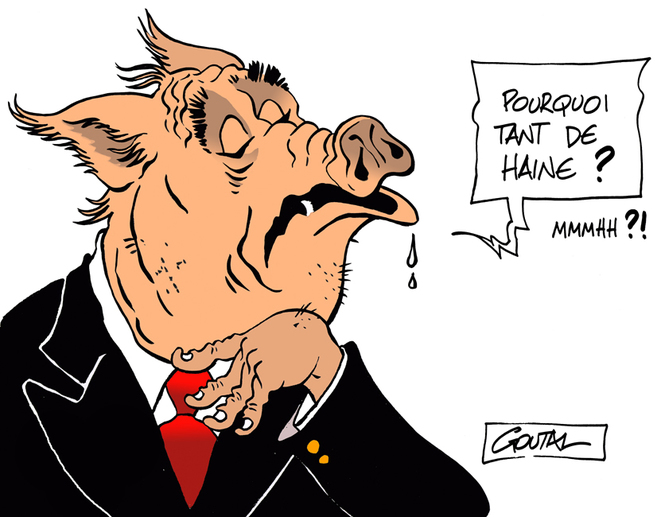 POURQUOI
TANT DE
HAINE ?
MMMHH ?!
GOUTAL